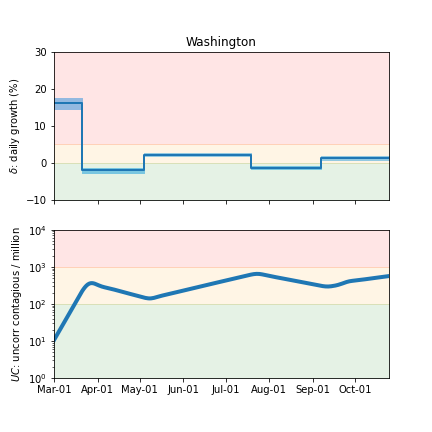 Washington
30
20
10
0
−10
δ: daily growth (%)
10⁴
10³
10²
10¹
10⁰
UC: uncorr contagious / million
Mar-01 Apr-01 May-01 Jun-01 Jul-01 Aug-01 Sep-01 Oct-01